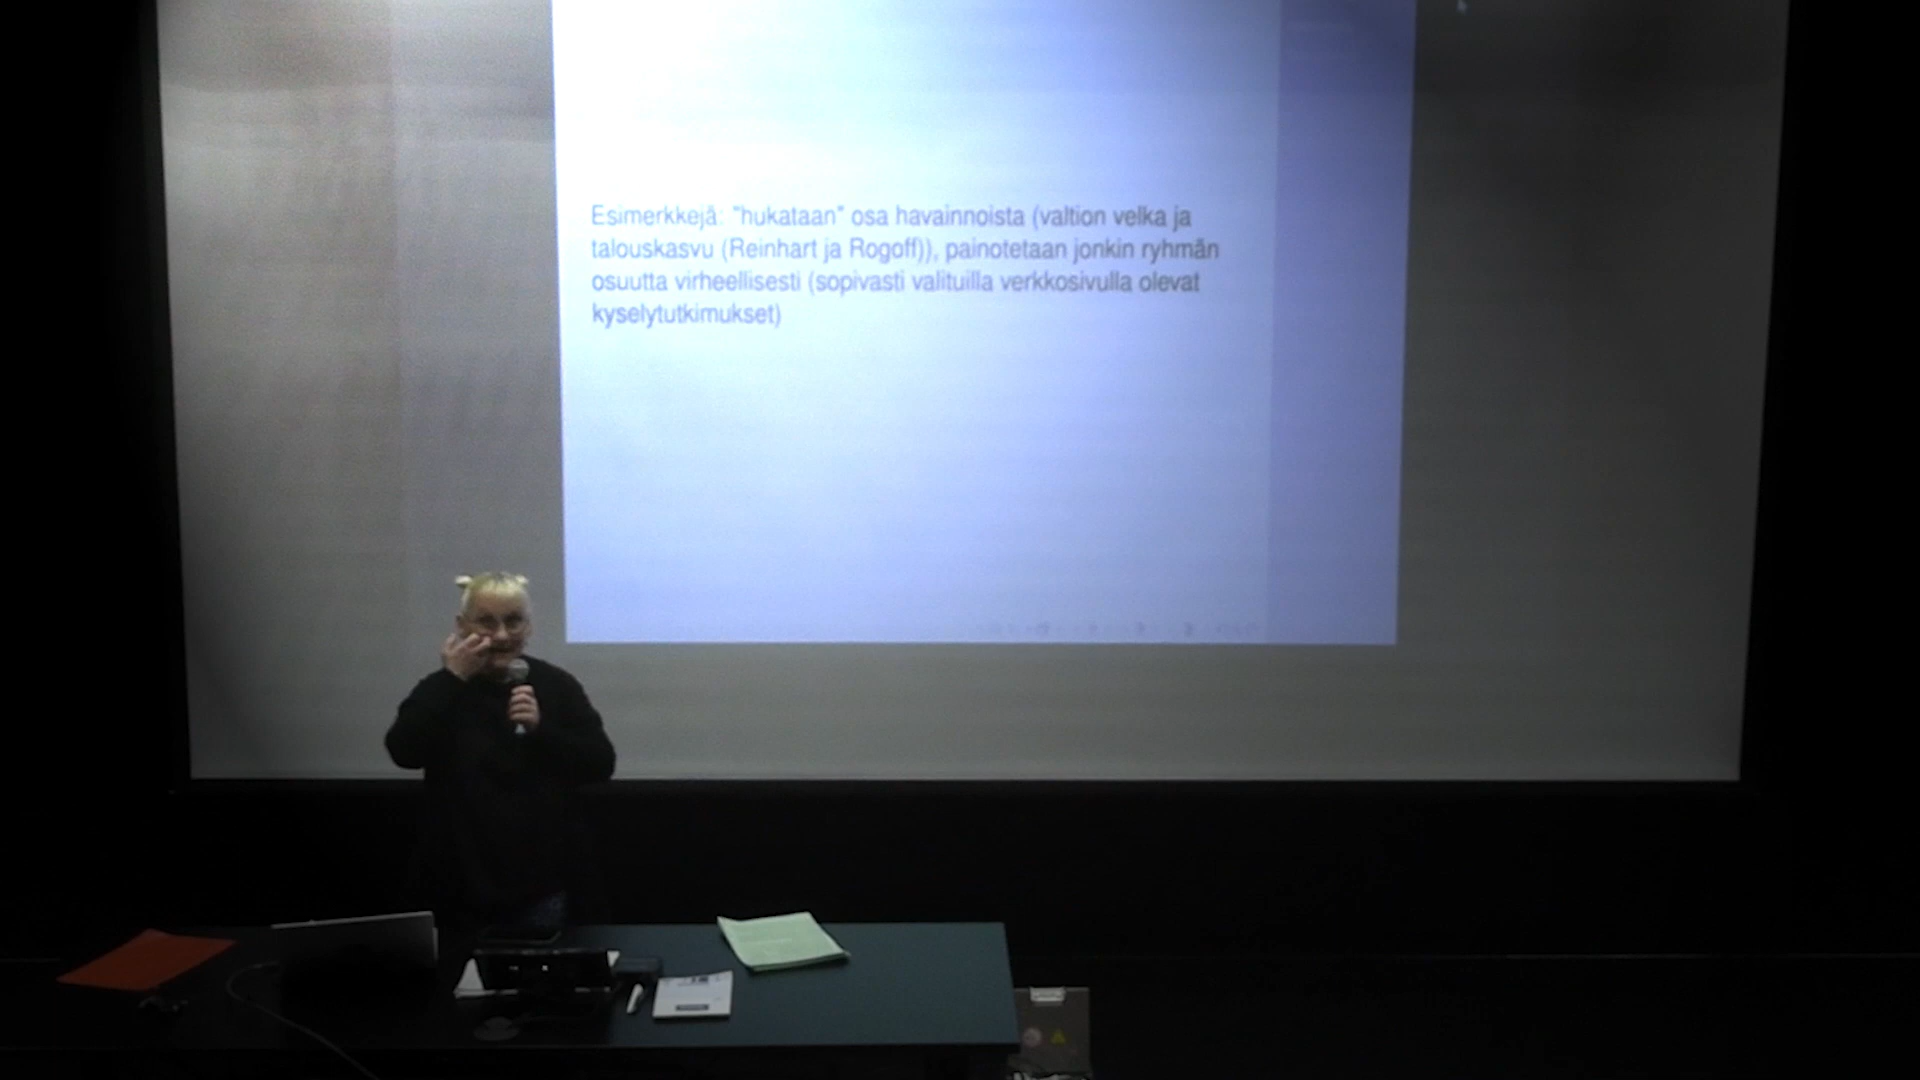 Esimerkkejä: "hukataan" osa havainnoista (valtion velka ja
talouskasvu (Reinhart ja Rogoff)), painotetaan jonkin ryhmän
osuutta virheellisesti (sopivasti valituilla verkkosivulla olevat
kyselytutkimukset)